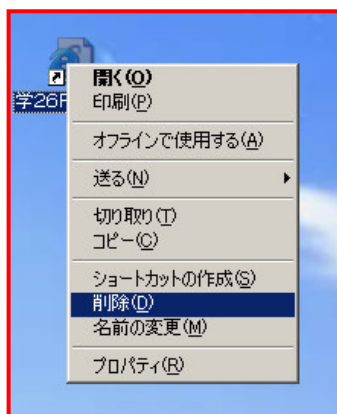 開く(O)
学26F
印刷(P)
オフラインで使用する(A)
送る(N)
切り取り(T)
コピー(C)
ショートカットの作成(S)
削除(D)
名前の変更(M)
プロパティ(R)